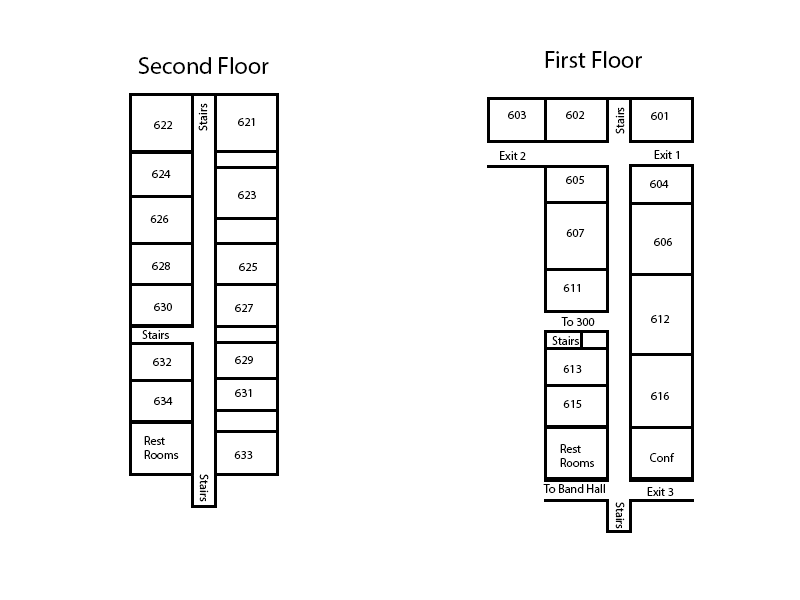 Second Floor
622
Stairs
621
624
623
626
628
625
630
627
Stairs
632
629
634
631
Rest
Rooms
633
Stairs
First Floor
603
602
Stairs
601
Exit 2
Exit 1
605
604
607
606
611
To 300
612
Stairs
613
615
616
Rest
Rooms
Conf
To Band Hall
Exit 3
Stairs